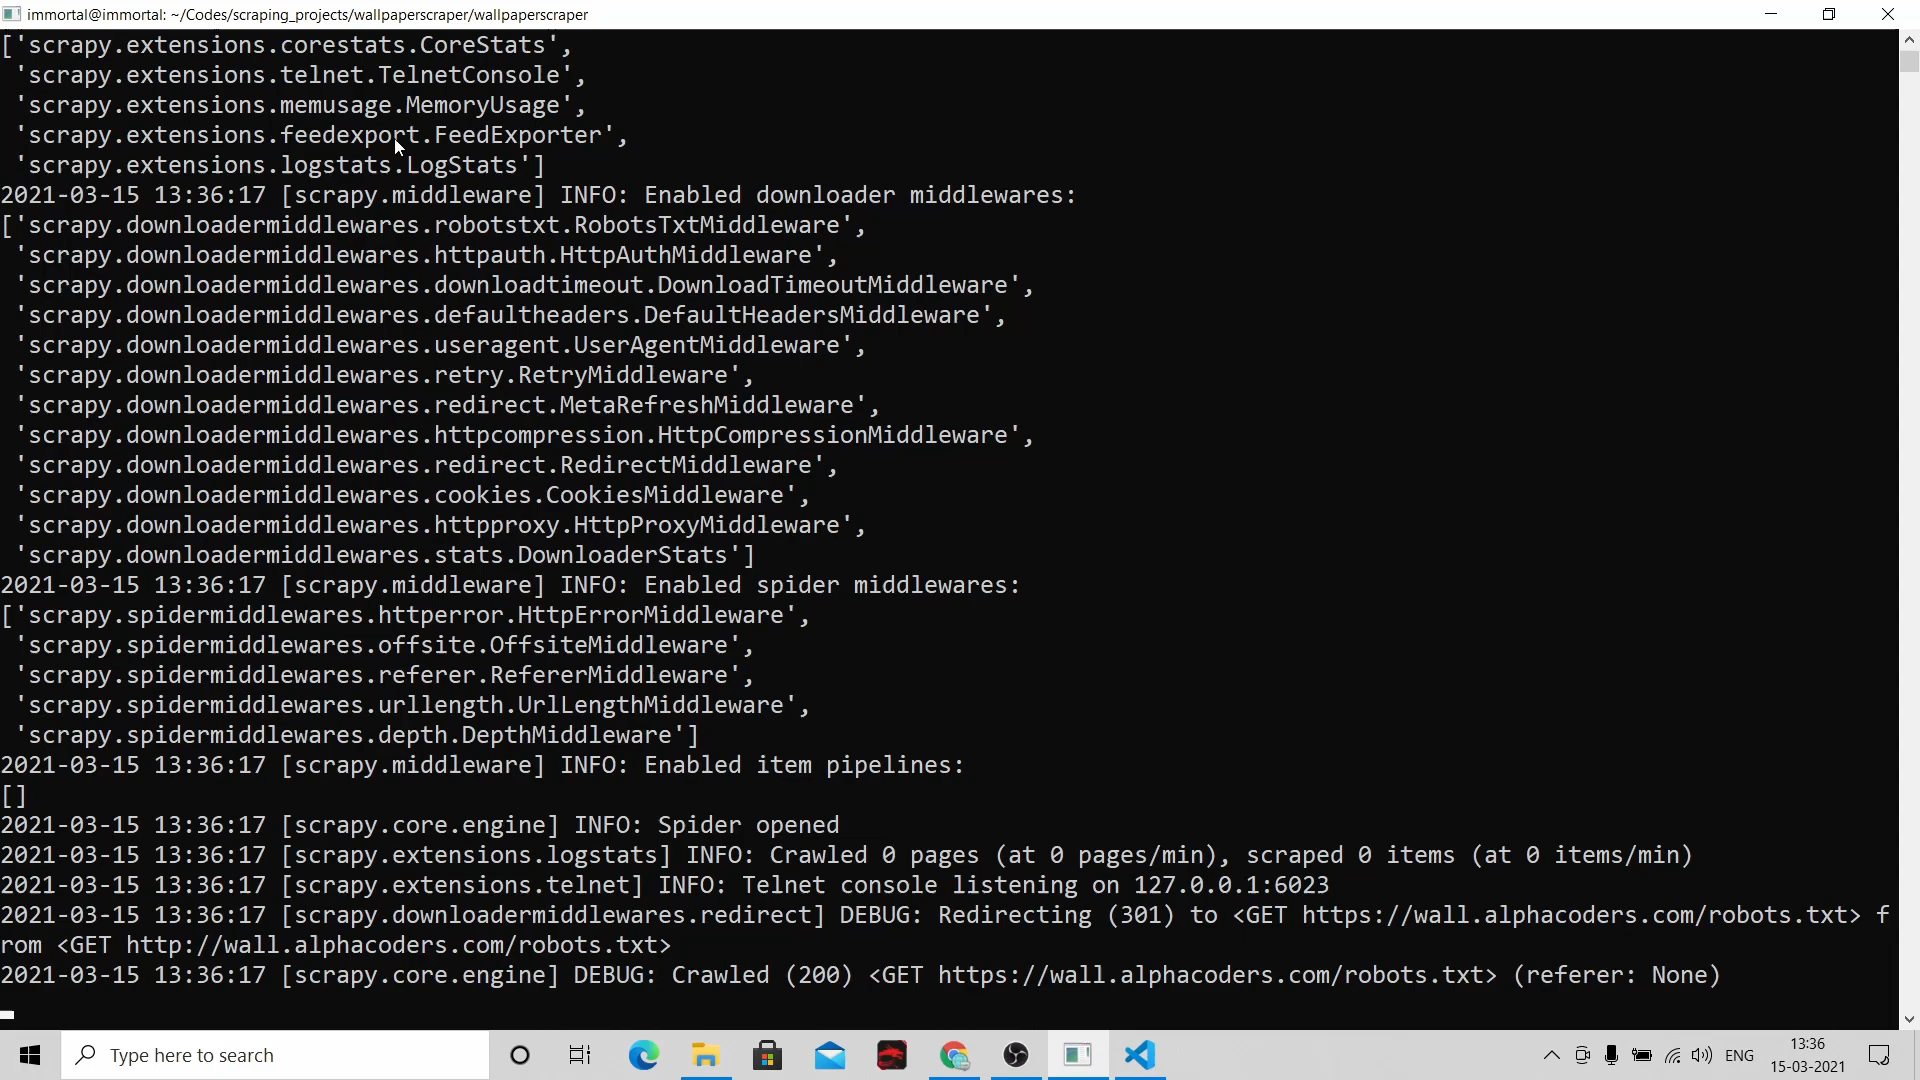 immortal@immortal: ~/Codes/scraping_projects/wallpaperscraper/wallpaperscraper
['scrapy.extensions.corestats.CoreStats',
 'scrapy.extensions.telnet.TelnetConsole',
 'scrapy.extensions.memusage.MemoryUsage',
 'scrapy.extensions.feedexport.FeedExporter',
 'scrapy.extensions.logstats.LogStats']
2021-03-15 13:36:17 [scrapy.middleware] INFO: Enabled downloader middlewares:
['scrapy.downloadermiddlewares.robotstxt.RobotsTxtMiddleware',
 'scrapy.downloadermiddlewares.httpauth.HttpAuthMiddleware',
 'scrapy.downloadermiddlewares.downloadtimeout.DownloadTimeoutMiddleware',
 'scrapy.downloadermiddlewares.defaultheaders.DefaultHeadersMiddleware',
 'scrapy.downloadermiddlewares.useragent.UserAgentMiddleware',
 'scrapy.downloadermiddlewares.retry.RetryMiddleware',
 'scrapy.downloadermiddlewares.redirect.MetaRefreshMiddleware',
 'scrapy.downloadermiddlewares.httpcompression.HttpCompressionMiddleware',
 'scrapy.downloadermiddlewares.redirect.RedirectMiddleware',
 'scrapy.downloadermiddlewares.cookies.CookiesMiddleware',
 'scrapy.downloadermiddlewares.httpproxy.HttpProxyMiddleware',
 'scrapy.downloadermiddlewares.stats.DownloaderStats']
2021-03-15 13:36:17 [scrapy.middleware] INFO: Enabled spider middlewares:
['scrapy.spidermiddlewares.httperror.HttpErrorMiddleware',
 'scrapy.spidermiddlewares.offsite.OffsiteMiddleware',
 'scrapy.spidermiddlewares.referer.RefererMiddleware',
 'scrapy.spidermiddlewares.urllength.UrlLengthMiddleware',
 'scrapy.spidermiddlewares.depth.DepthMiddleware']
2021-03-15 13:36:17 [scrapy.middleware] INFO: Enabled item pipelines:
[]
2021-03-15 13:36:17 [scrapy.core.engine] INFO: Spider opened
2021-03-15 13:36:17 [scrapy.extensions.logstats] INFO: Crawled 0 pages (at 0 pages/min), scraped 0 items (at 0 items/min)
2021-03-15 13:36:17 [scrapy.extensions.telnet] INFO: Telnet console listening on 127.0.0.1:6023
2021-03-15 13:36:17 [scrapy.downloadermiddlewares.redirect] DEBUG: Redirecting (301) to <GET https://wall.alphacoders.com/robots.txt> f
rom <GET http://wall.alphacoders.com/robots.txt>
2021-03-15 13:36:17 [scrapy.core.engine] DEBUG: Crawled (200) <GET https://wall.alphacoders.com/robots.txt> (referer: None)
Type here to search
ENG
13:36
15-03-2021